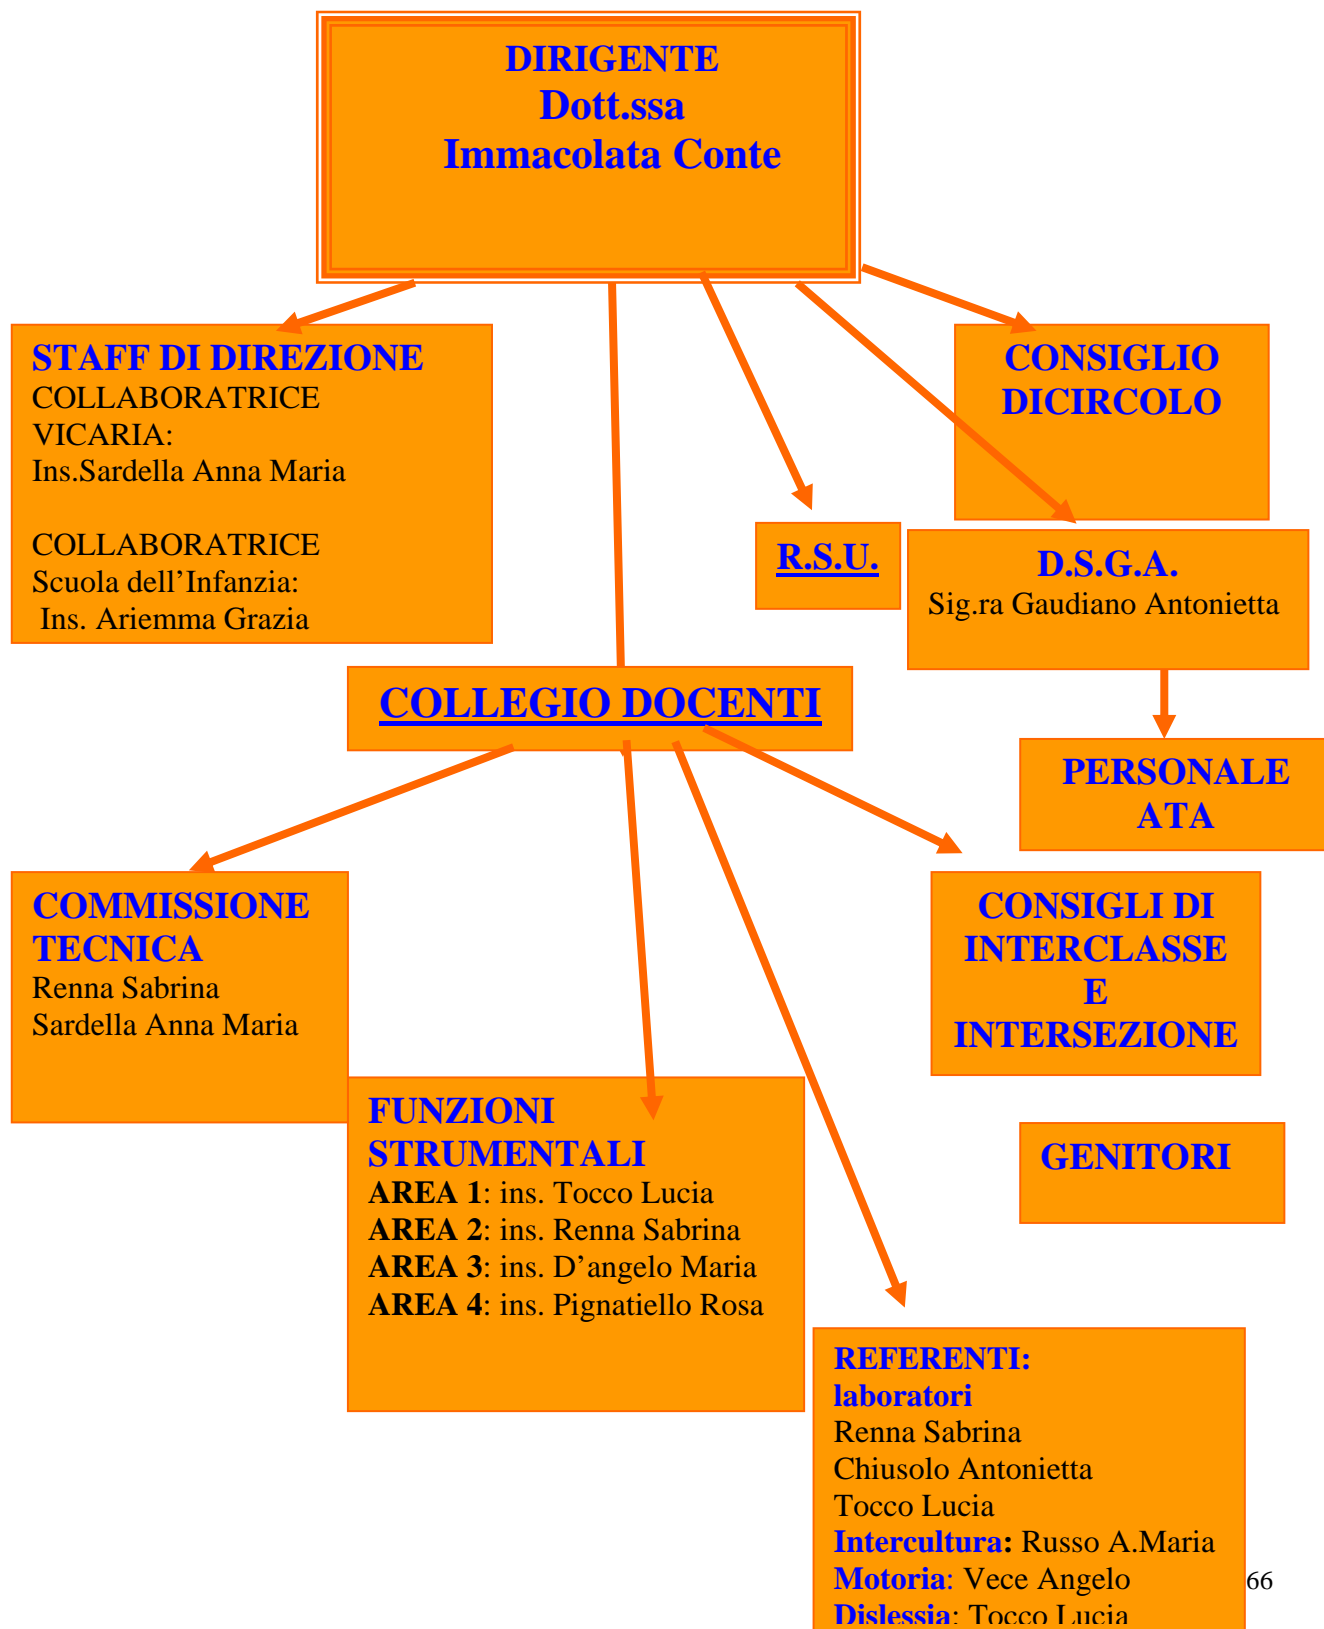 DIRIGENTE
Dott.ssa
Immacolata Conte
STAFF DI DIREZIONE
COLLABORATRICE
VICARIA:
Ins.Sardella Anna Maria
COLLABORATRICE
Scuola dell’Infanzia:
Ins. Ariemma Grazia
CONSIGLIO
DICIRCOLO
R.S.U.
D.S.G.A.
Sig.ra Gaudiano Antonietta
COLLEGIO DOCENTI
PERSONALE
ATA
COMMISSIONE
TECNICA
Renna Sabrina
Sardella Anna Maria
CONSIGLI DI
INTERCLASSE
E
INTERSEZIONE
FUNZIONI
STRUMENTALI
AREA 1: ins. Tocco Lucia
AREA 2: ins. Renna Sabrina
AREA 3: ins. D’angelo Maria
AREA 4: ins. Pignatiello Rosa
GENITORI
REFERENTI:
laboratori
Renna Sabrina
Chiusolo Antonietta
Tocco Lucia
Intercultura: Russo A.Maria
Motoria: Vece Angelo
Dislessia: Tocco Lucia
66